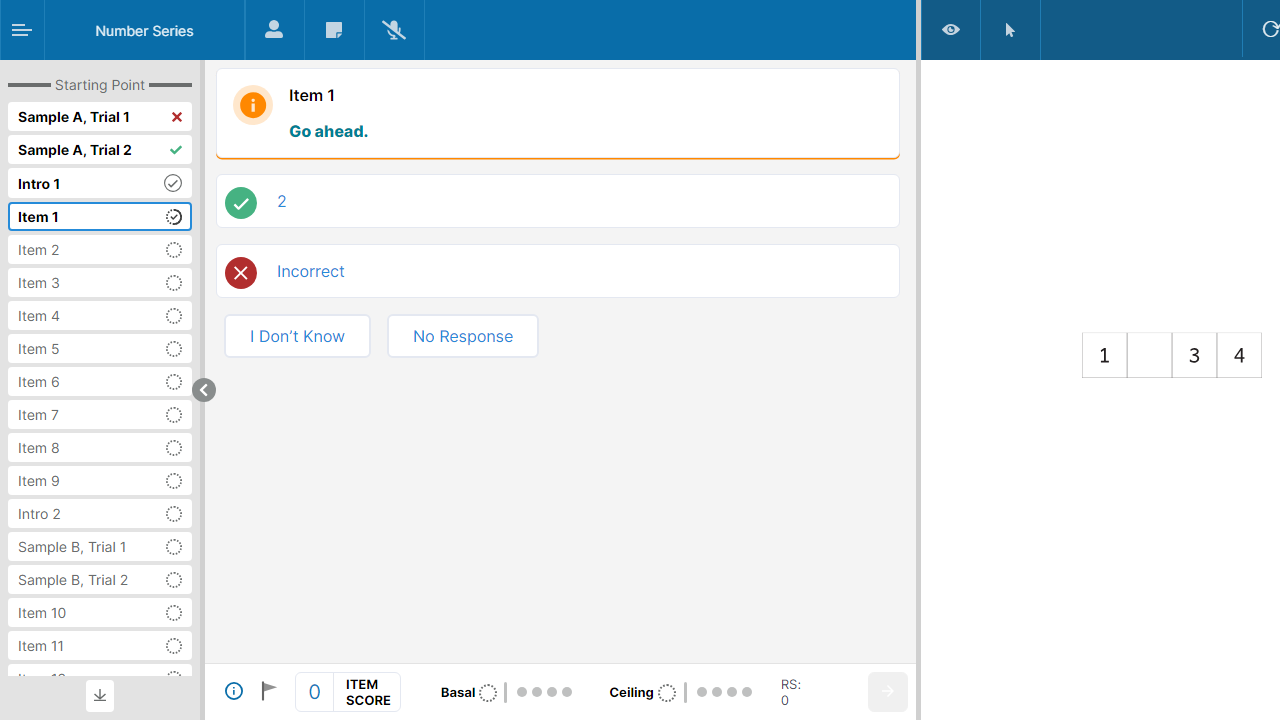 Number Series
Starting Point
Sample A, Trial 1
Sample A, Trial 2
Intro 1
Item 1
Item 2
Item 3
Item 4
Item 5
Item 6
Item 7
Item 8
Item 9
Intro 2
Sample B, Trial 1
Sample B, Trial 2
Item 10
Item 11
Item 1
Go ahead.
2
Incorrect
I Don’t Know
No Response
0
ITEM
SCORE
Basal
Ceiling
RS:
0
1 3 4